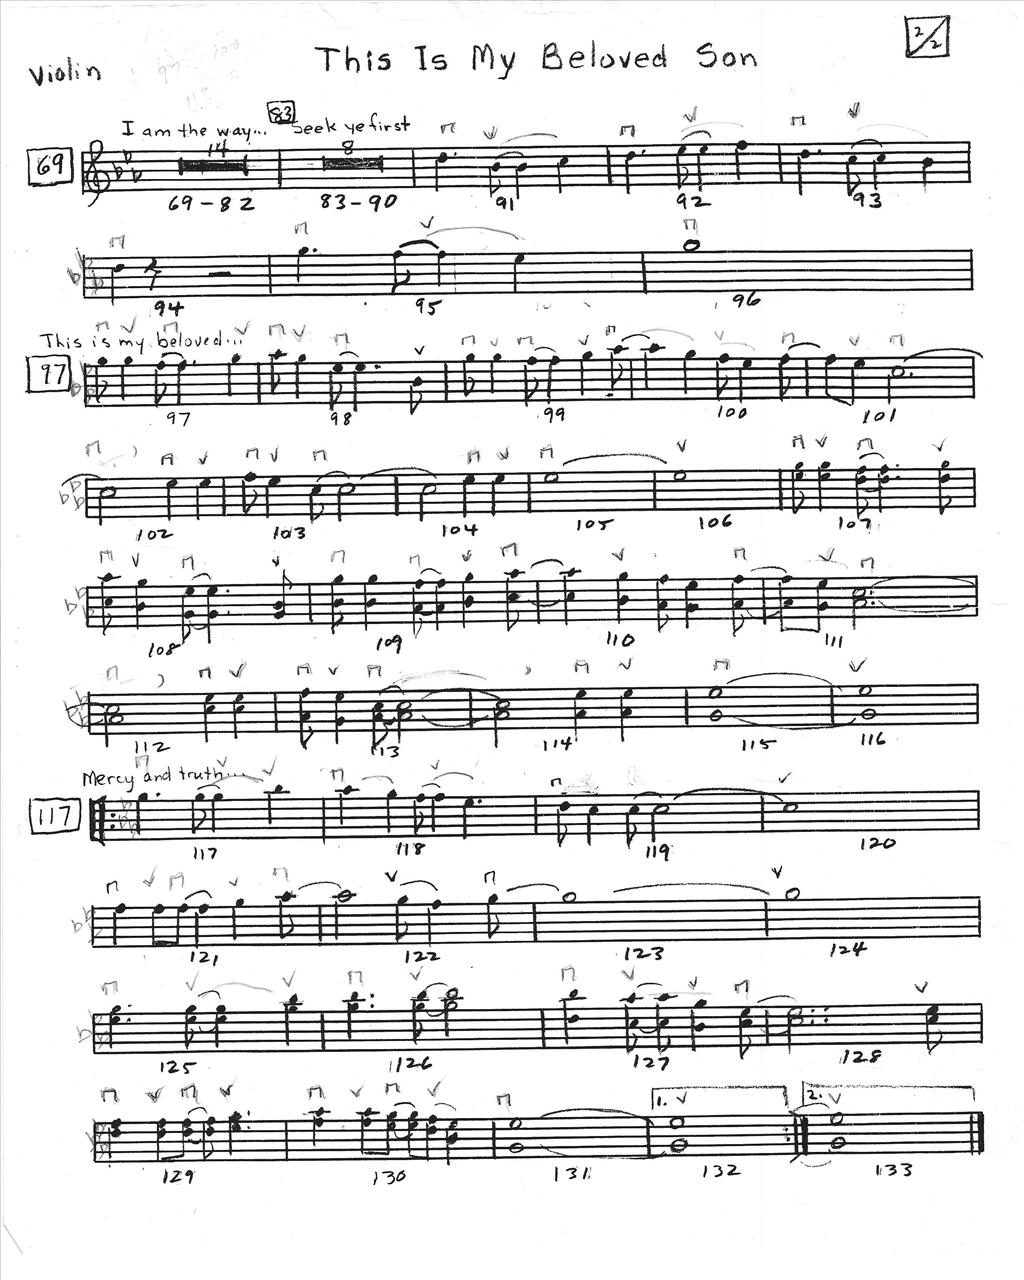 2/2
This Is My Beloved Son
Violin
I am the way... 83 Seek ye first
69 14 8
69-82 83-90 91 92 93
94 95 96
This is my beloved...
97
97 98 99 100 101
102 103 104 105 106 107
108 109 110 111
112 113 114 115 116
Mercy and truth...
117
117 118 119 120
121 122 123 124
125 126 127 128
1. 2.
129 130 131 132 133